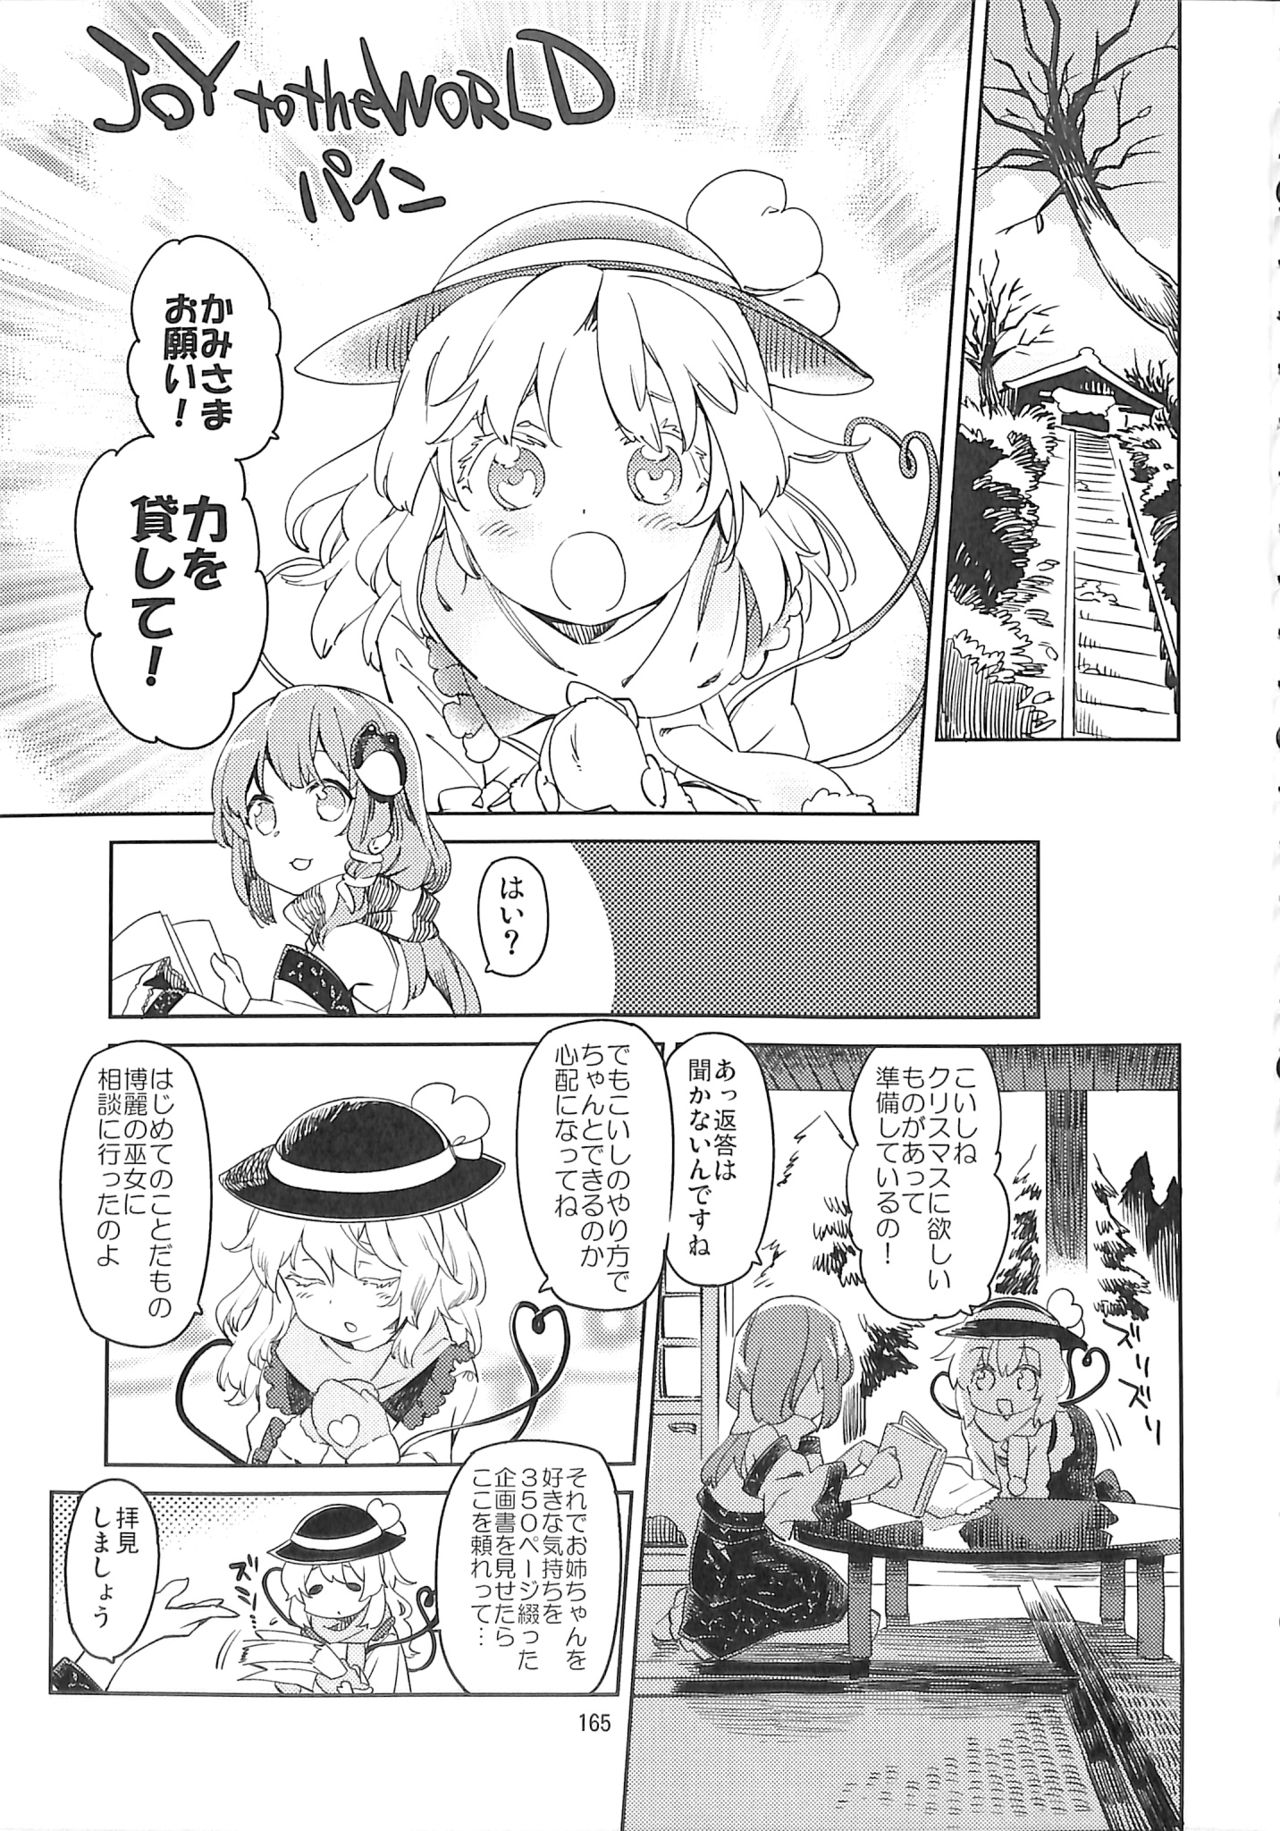 JOY to the WORLD
パイン
かみさま
お願い！
力を
貸して！
はい？
こいしね
クリスマスに欲しい
ものがあって
準備しているの！
あっ返答は
聞かないんですね
ズリ
ズリ
でもこいしのやり方で
ちゃんとできるのか
心配になってね
はじめてのことだもの
博麗の巫女に
相談に行ったのよ
それでお姉ちゃんを
好きな気持ちを
３５０ページ綴った
企画書を見せたら
ここを頼れって…
拝見
しましょう
165